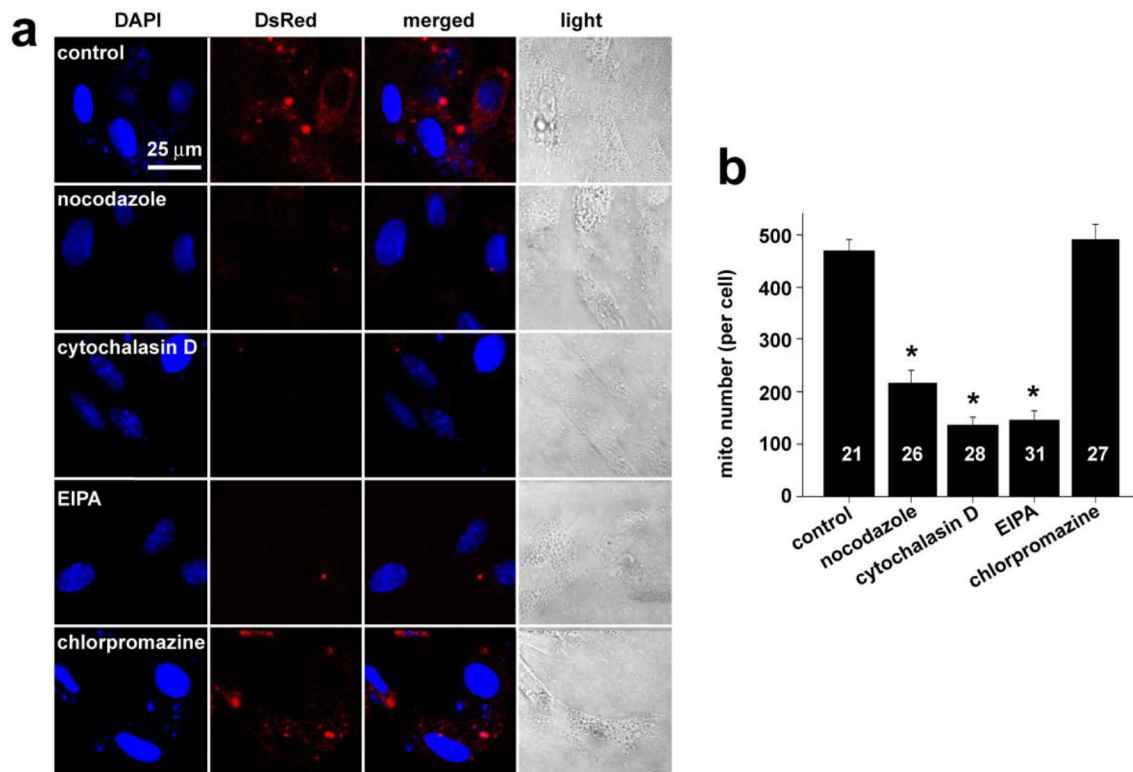 a
DAPI DsRed merged light
control
25 μm
nocodazole
cytochalasin D
EIPA
chlorpromazine
b
mito number (per cell)
500
400
300
200
100
0
* * *
21 26 28 31 27
control nocodazole cytochalasin D EIPA chlorpromazine